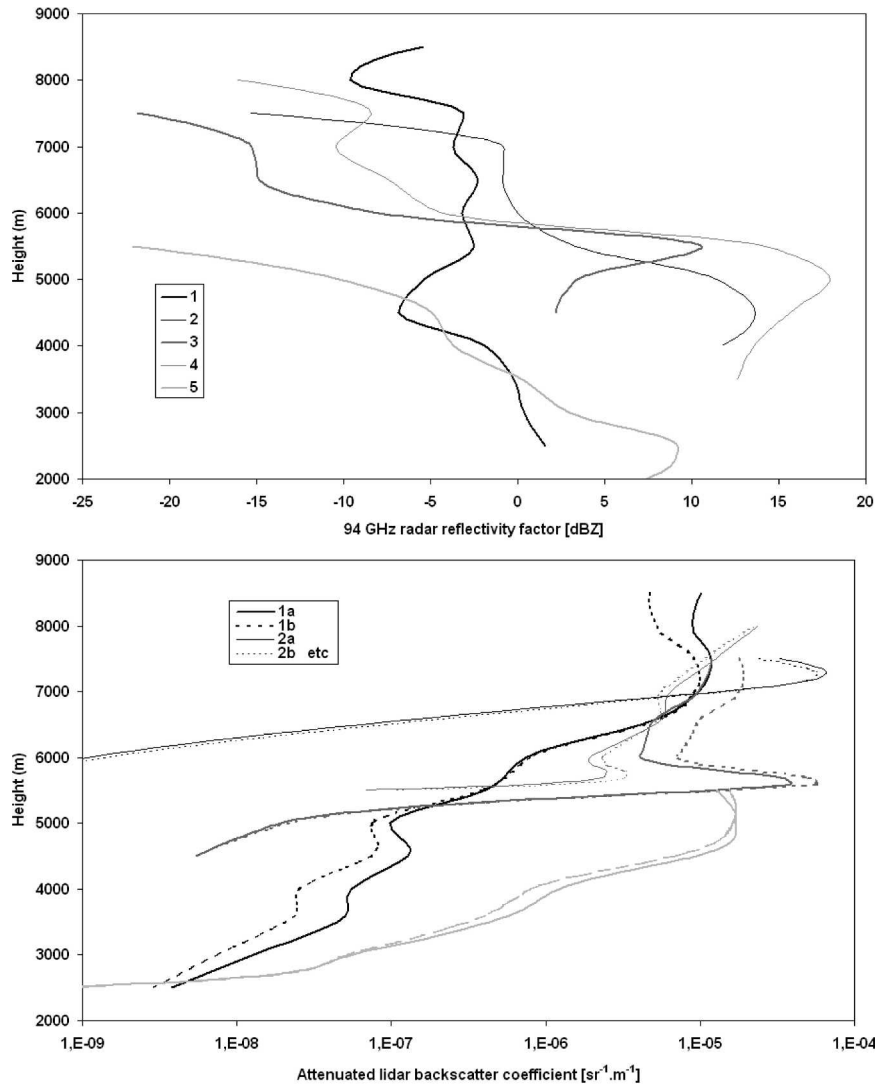 9000
8000
7000
6000
5000
4000
3000
2000
Height (m)
1
2
3
4
5
-25 -20 -15 -10 -5 0 5 10 15 20
94 GHz radar reflectivity factor [dBZ]
9000
8000
7000
6000
5000
4000
3000
2000
Height (m)
1a
1b
2a
2b etc
1,E-09 1,E-08 1,E-07 1,E-06 1,E-05 1,E-04
Attenuated lidar backscatter coefficient [sr⁻¹.m⁻¹]